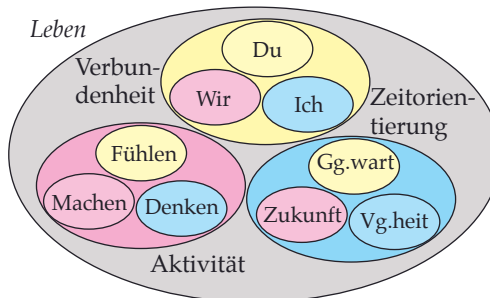 Leben
Du
Verbun-
denheit
Wir
Ich
Zeitorien-
tierung
Fühlen
Machen
Denken
Gg.wart
Zukunft
Vg.heit
Aktivität